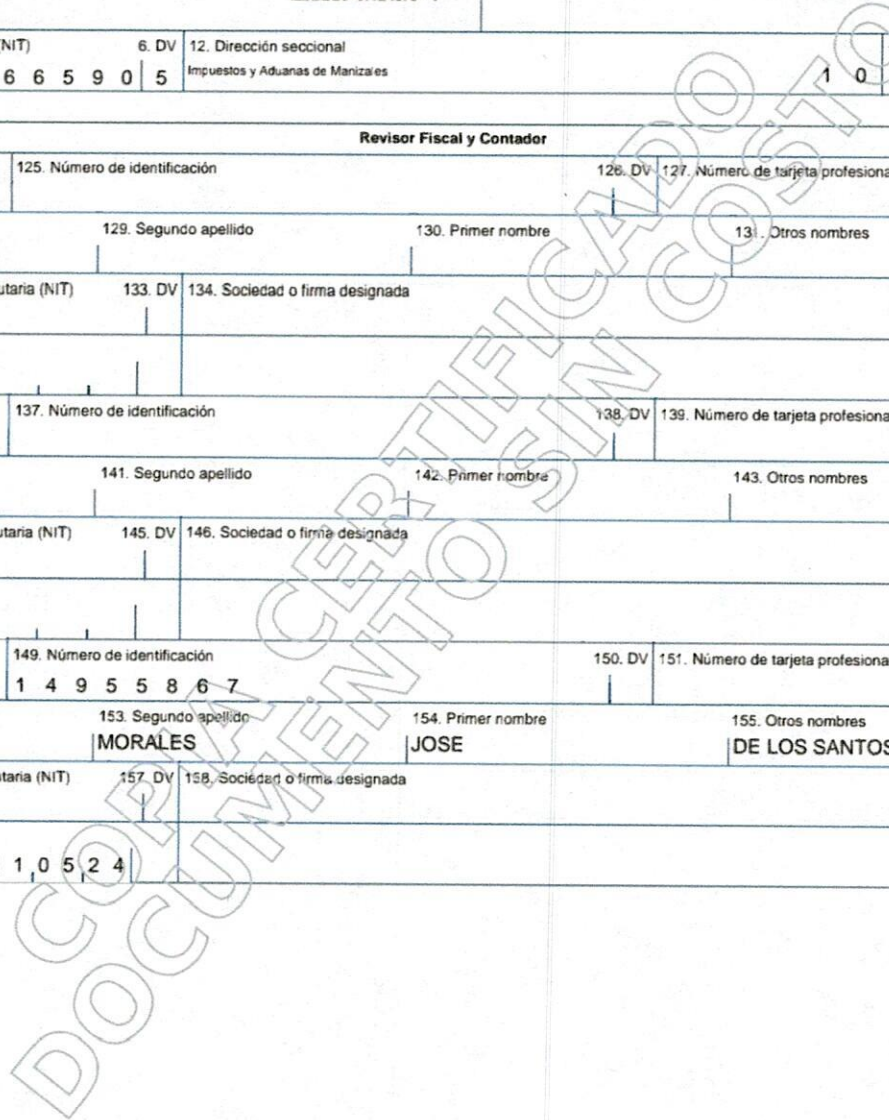 (NIT) 6. DV 12. Dirección seccional
6 6 5 9 0 5 Impuestos y Aduanas de Manizales 1 0
Revisor Fiscal y Contador
125. Número de identificación 126. DV 127. Número de tarjeta profesiona
129. Segundo apellido 130. Primer nombre 131. Otros nombres
utaria (NIT) 133. DV 134. Sociedad o firma designada
137. Número de identificación 138. DV 139. Número de tarjeta profesiona
141. Segundo apellido 142. Primer nombre 143. Otros nombres
utaria (NIT) 145. DV 146. Sociedad o firma designada
149. Número de identificación 150. DV 151. Número de tarjeta profesiona
1 4 9 5 5 8 6 7
153. Segundo apellido 154. Primer nombre 155. Otros nombres
MORALES JOSE DE LOS SANTOS
utaria (NIT) 157. DV 158. Sociedad o firma designada
1 0 5 2 4
COPIA CERTIFICADO
DOCUMENTO SIN COSTO